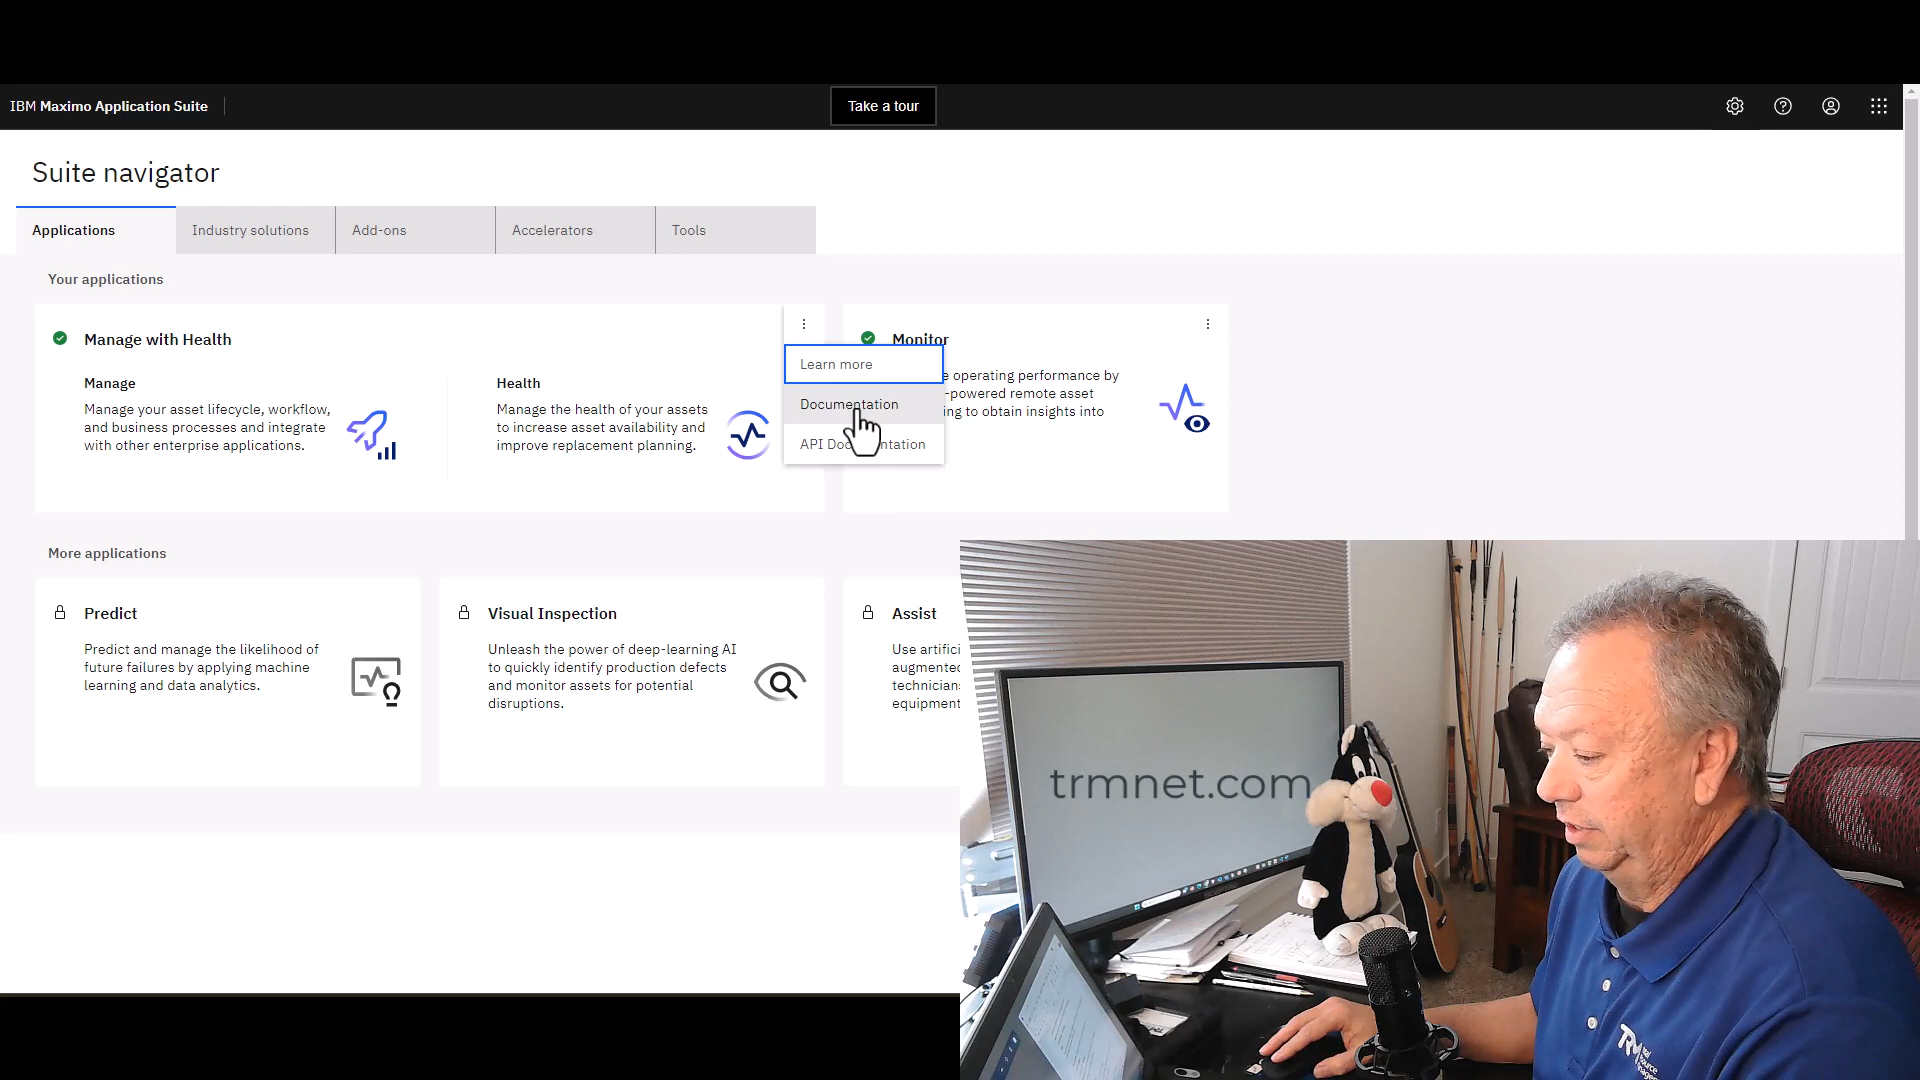 IBM Maximo Application Suite
Take a tour
Suite navigator
Applications
Industry solutions
Add-ons
Accelerators
Tools
Your applications
Manage with Health
Manage
Manage your asset lifecycle, workflow,
and business processes and integrate
with other enterprise applications.
Health
Manage the health of your assets
to increase asset availability and
improve replacement planning.
Learn more
Documentation
API Doc ntation
Monitor
e operating performance by
-powered remote asset
ing to obtain insights into
More applications
Predict
Predict and manage the likelihood of
future failures by applying machine
learning and data analytics.
Visual Inspection
Unleash the power of deep-learning AI
to quickly identify production defects
and monitor assets for potential
disruptions.
Assist
Use artifici
augmented
technician
equipment
trmnet.com
TRM